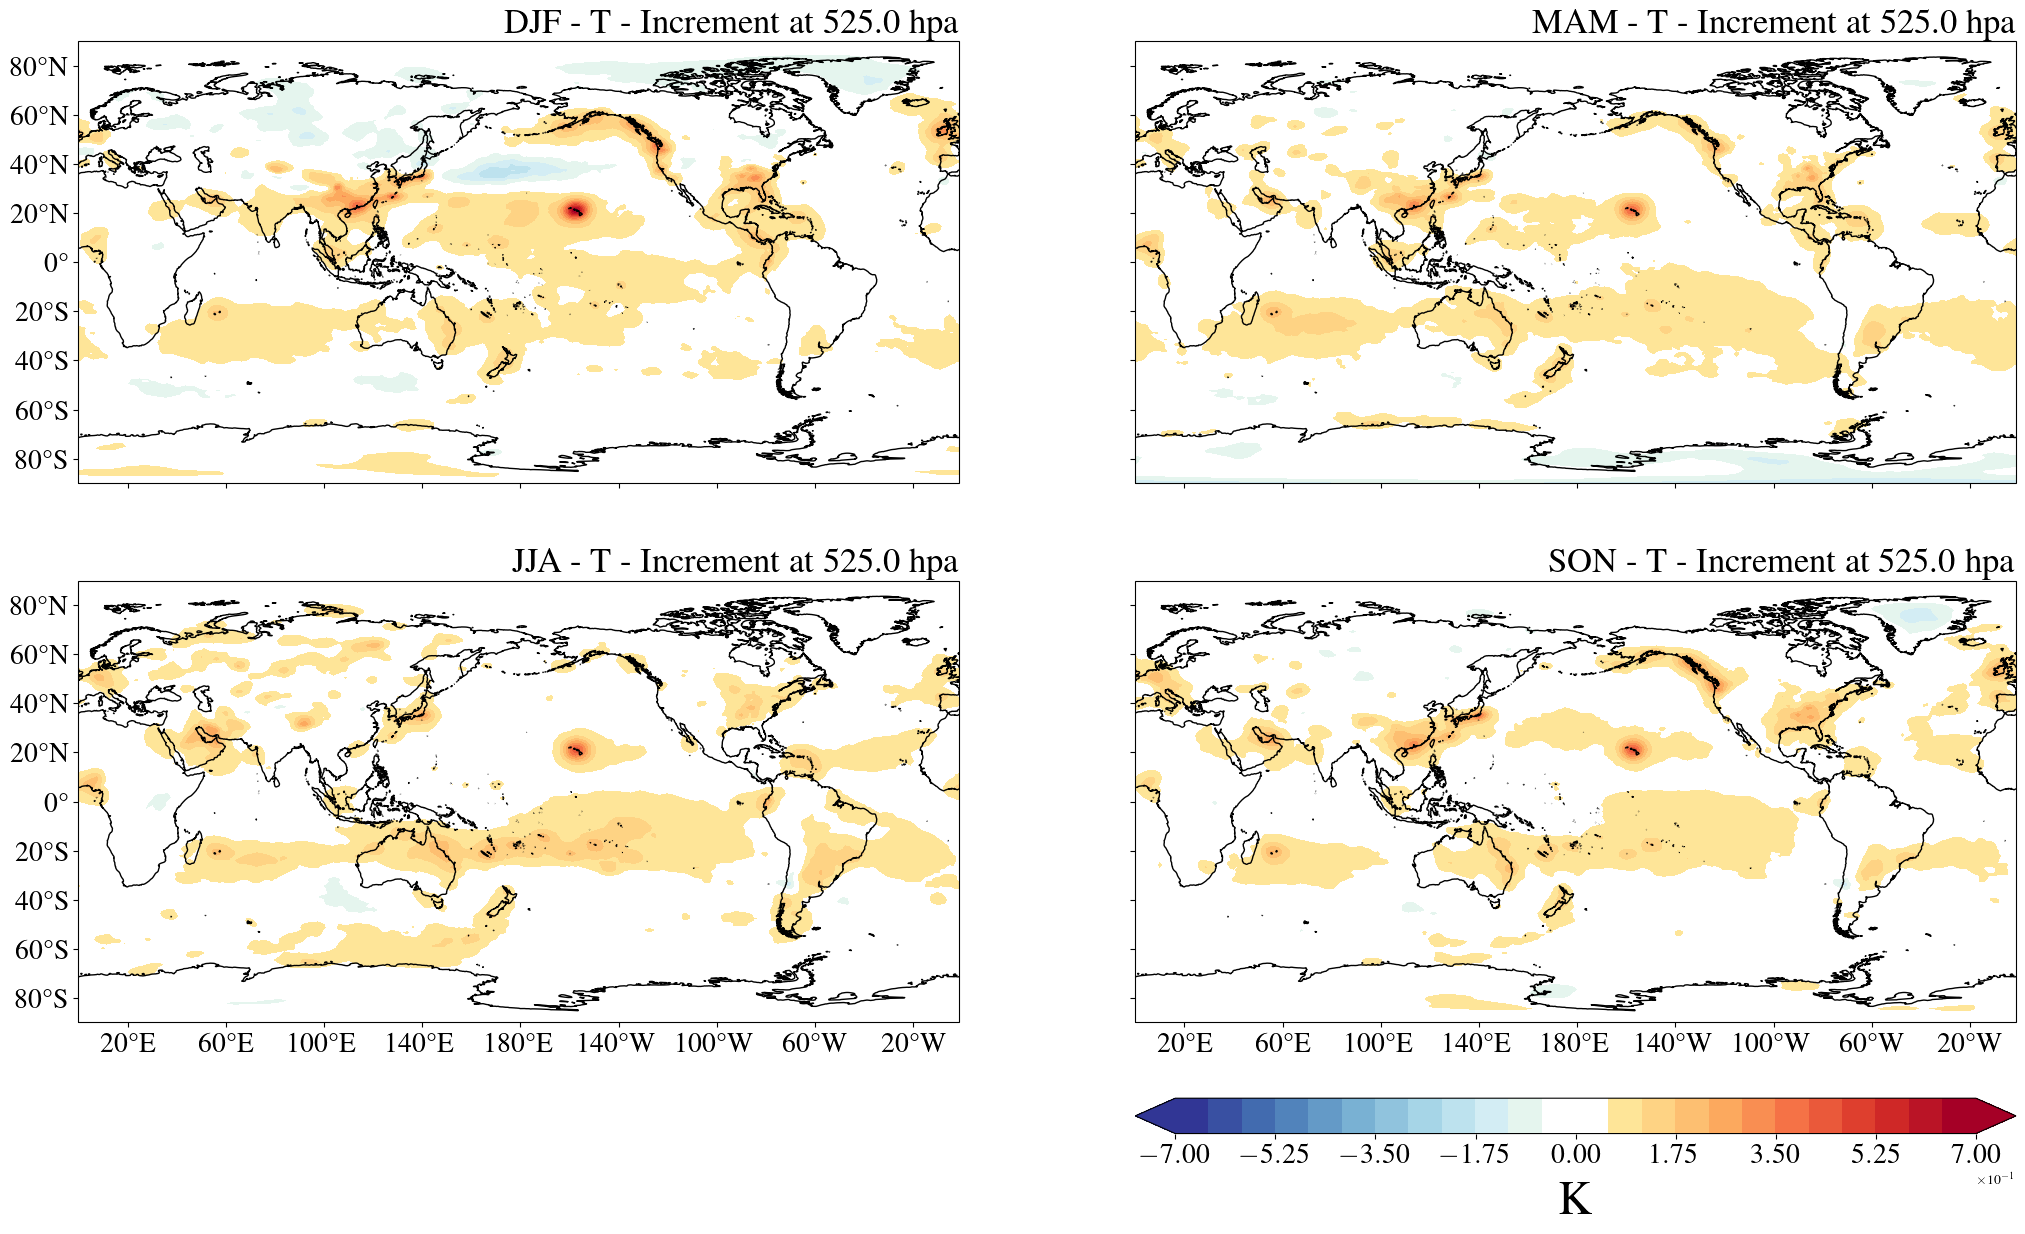 DJF - T - Increment at 525.0 hpa
MAM - T - Increment at 525.0 hpa
80°N
60°N
40°N
20°N
0°
20°S
40°S
60°S
80°S
JJA - T - Increment at 525.0 hpa
SON - T - Increment at 525.0 hpa
80°N
60°N
40°N
20°N
0°
20°S
40°S
60°S
80°S
20°E 60°E 100°E 140°E 180°E 140°W 100°W 60°W 20°W
20°E 60°E 100°E 140°E 180°E 140°W 100°W 60°W 20°W
−7.00 −5.25 −3.50 −1.75 0.00 1.75 3.50 5.25 7.00
×10⁻¹
K